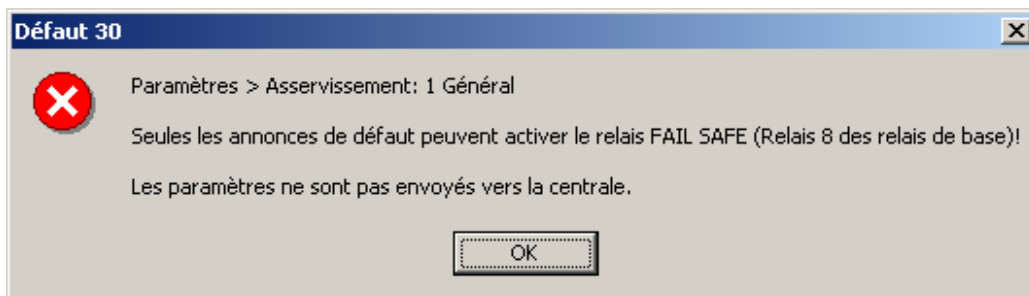 Défaut 30
Paramètres > Asservissement: 1 Général
Seules les annonces de défaut peuvent activer le relais FAIL SAFE (Relais 8 des relais de base)!
Les paramètres ne sont pas envoyés vers la centrale.
OK